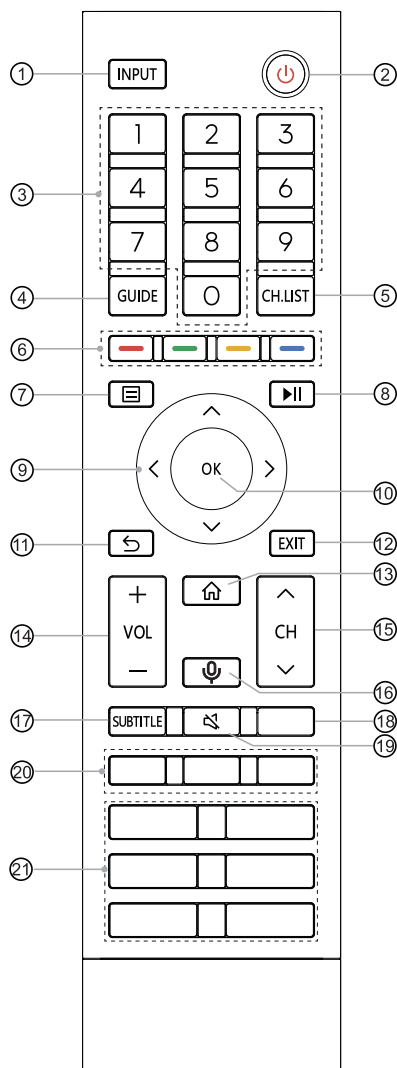 ① INPUT ②
1 2 3
③ 4 5 6
7 8 9
④ GUIDE 0 CH.LIST ⑤
⑥
⑦ ⑧
⑨ OK ⑩
⑪ EXIT ⑫
⑬
+
⑭ VOL CH ⑮
—
⑯
⑰ SUBTITLE ⑱
⑲
⑳
㉑